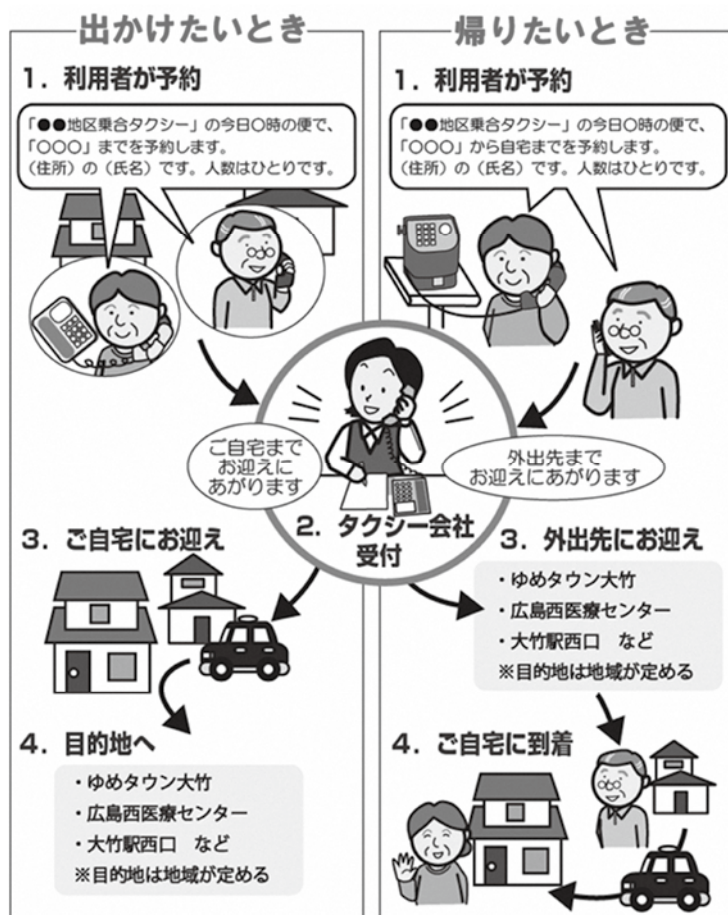 出かけたいとき
1. 利用者が予約
「●●地区乗合タクシー」の今日〇時の便で、
「〇〇〇」までを予約します。
(住所)の(氏名)です。人数はひとりです。
帰りたいとき
1. 利用者が予約
「●●地区乗合タクシー」の今日〇時の便で、
「〇〇〇」から自宅までを予約します。
(住所)の(氏名)です。人数はひとりです。
ご自宅まで
お迎えに
あがります
外出先まで
お迎えにあがります
2. タクシー会社
受付
3. ご自宅にお迎え
4. 目的地へ
・ゆめタウン大竹
・広島西医療センター
・大竹駅西口 など
※目的地は地域が定める
3. 外出先にお迎え
・ゆめタウン大竹
・広島西医療センター
・大竹駅西口 など
※目的地は地域が定める
4. ご自宅に到着